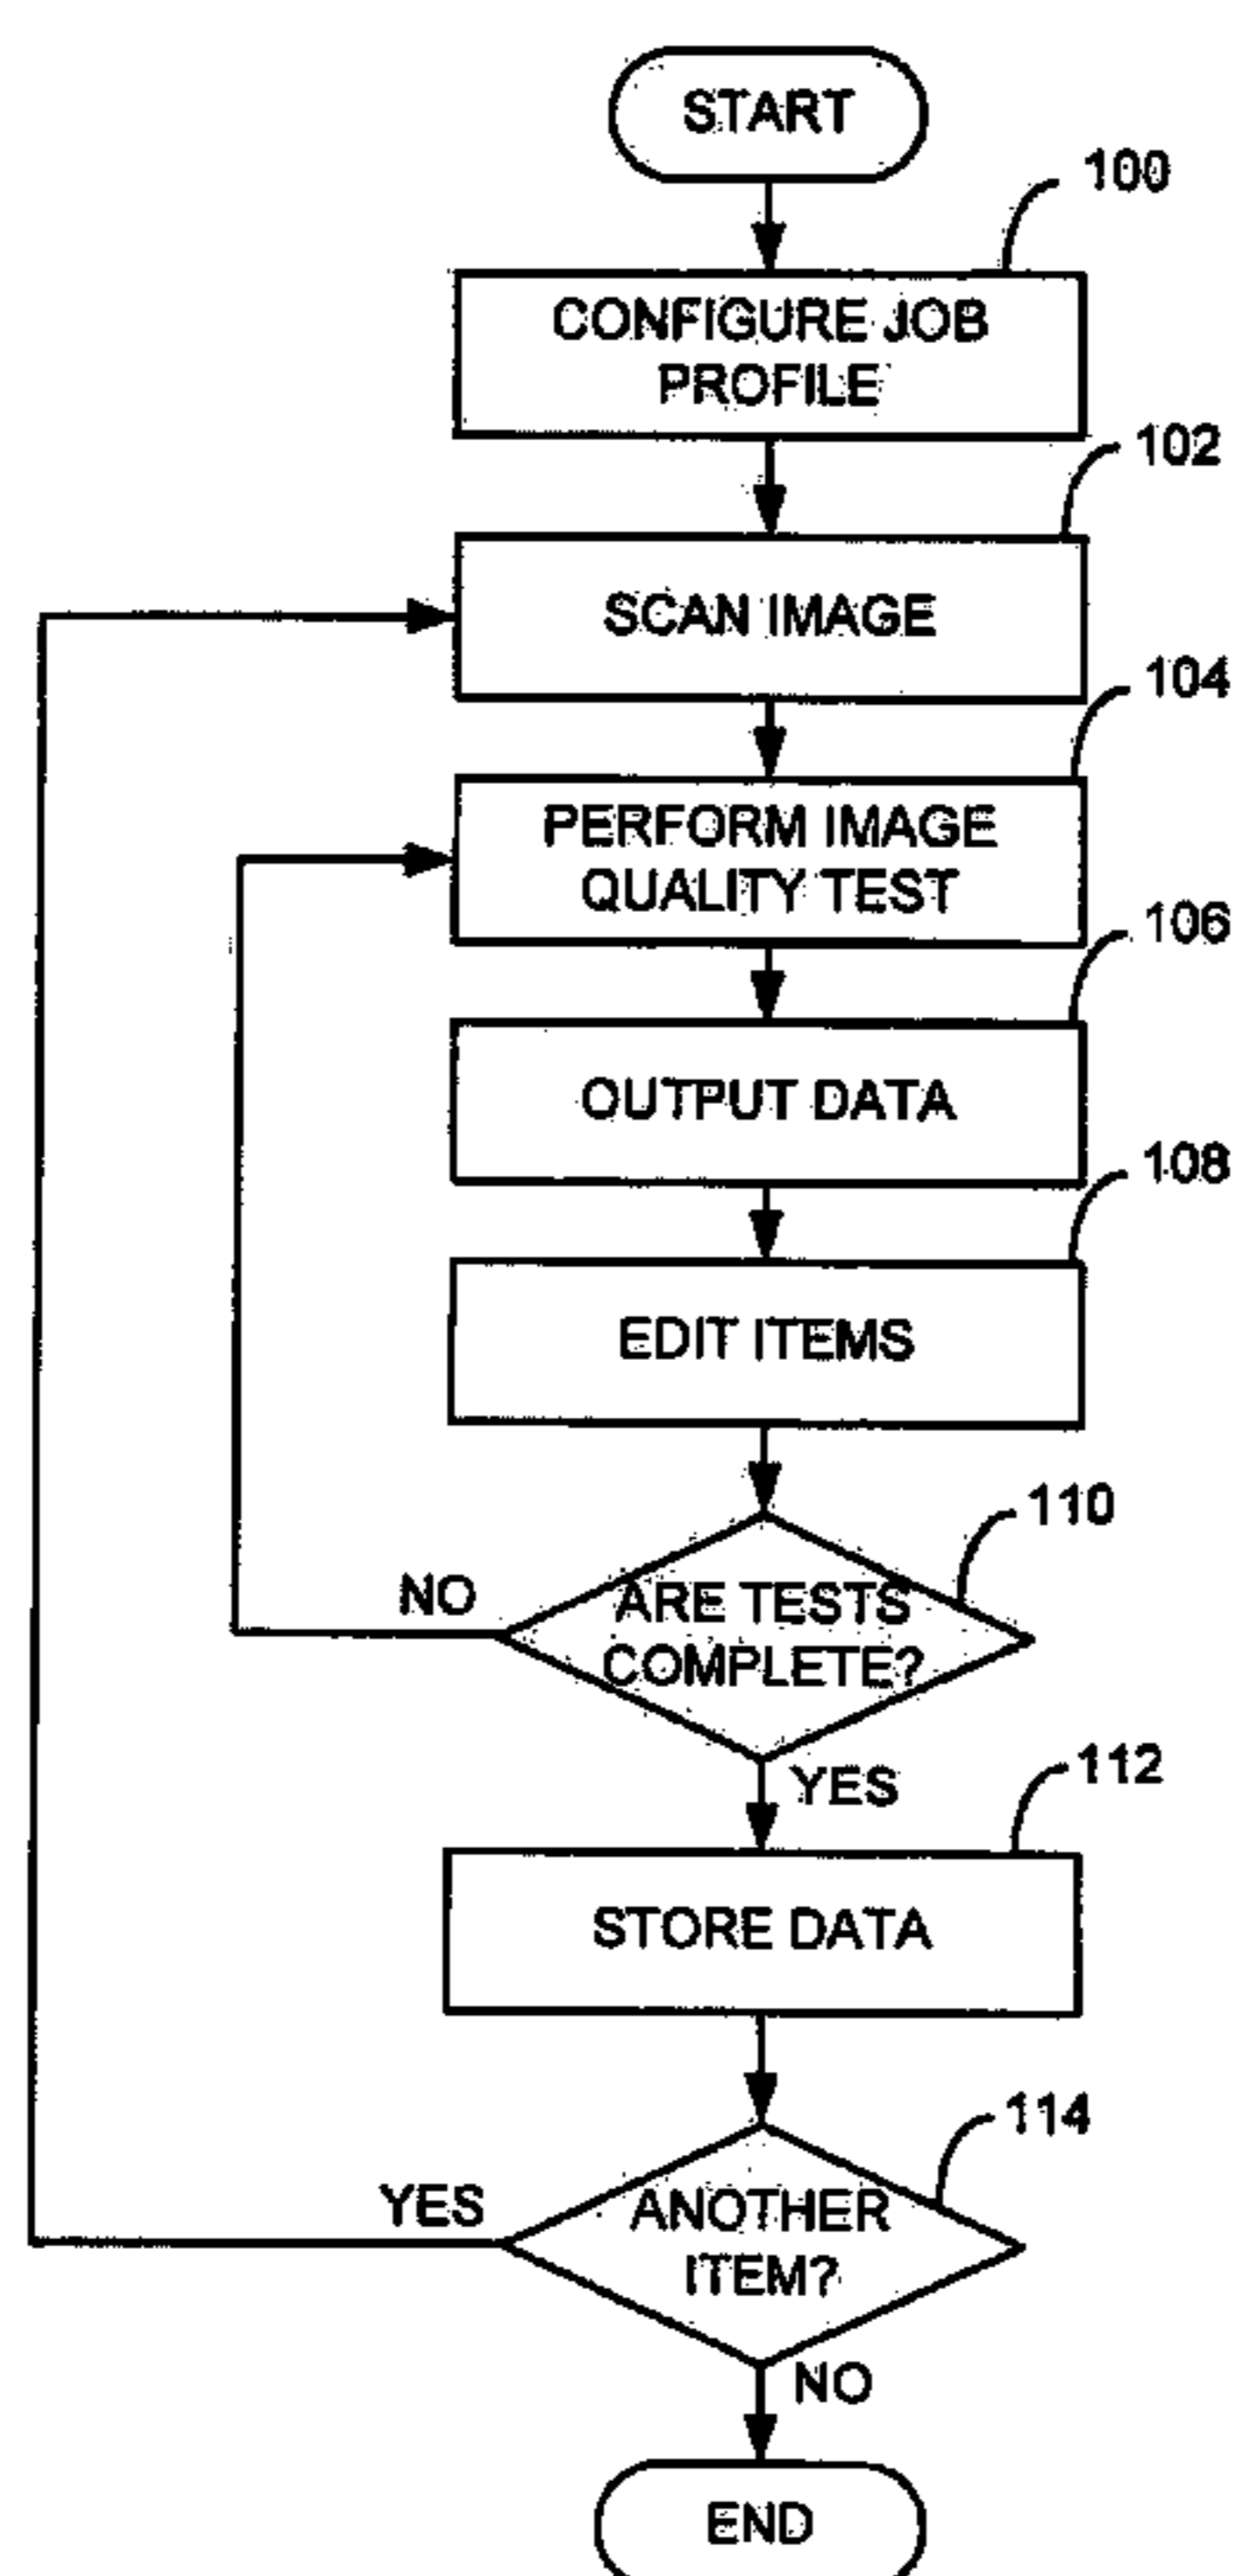 START
100
CONFIGURE JOB
PROFILE
102
SCAN IMAGE
104
PERFORM IMAGE
QUALITY TEST
106
OUTPUT DATA
108
EDIT ITEMS
110
NO
ARE TESTS
COMPLETE?
YES
112
STORE DATA
114
YES
ANOTHER
ITEM?
NO
END